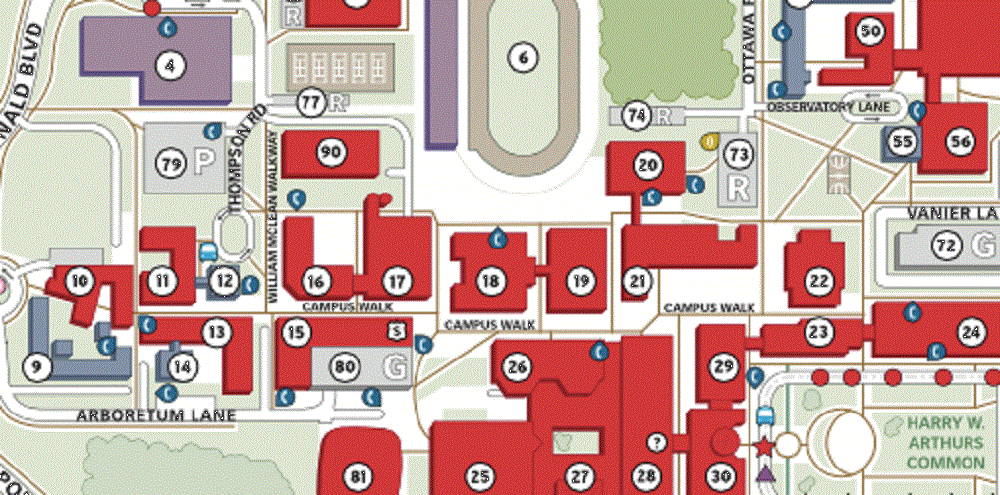 50
R
4
6
WALD BLVD
OTTAWA R
77 R
74 R
OBSERVATORY LANE
55
56
THOMPSON RD
79 P
90
WILLIAM MCLEAN WALKWAY
20
73
R
VANIER LA
72 G
10
11
12
16
17
18
19
21
22
CAMPUS WALK
CAMPUS WALK
CAMPUS WALK
13
15
S
23
24
9
14
80 G
26
29
ARBORETUM LANE
HARRY W.
ARTHURS
COMMON
?
81
25
27
28
30